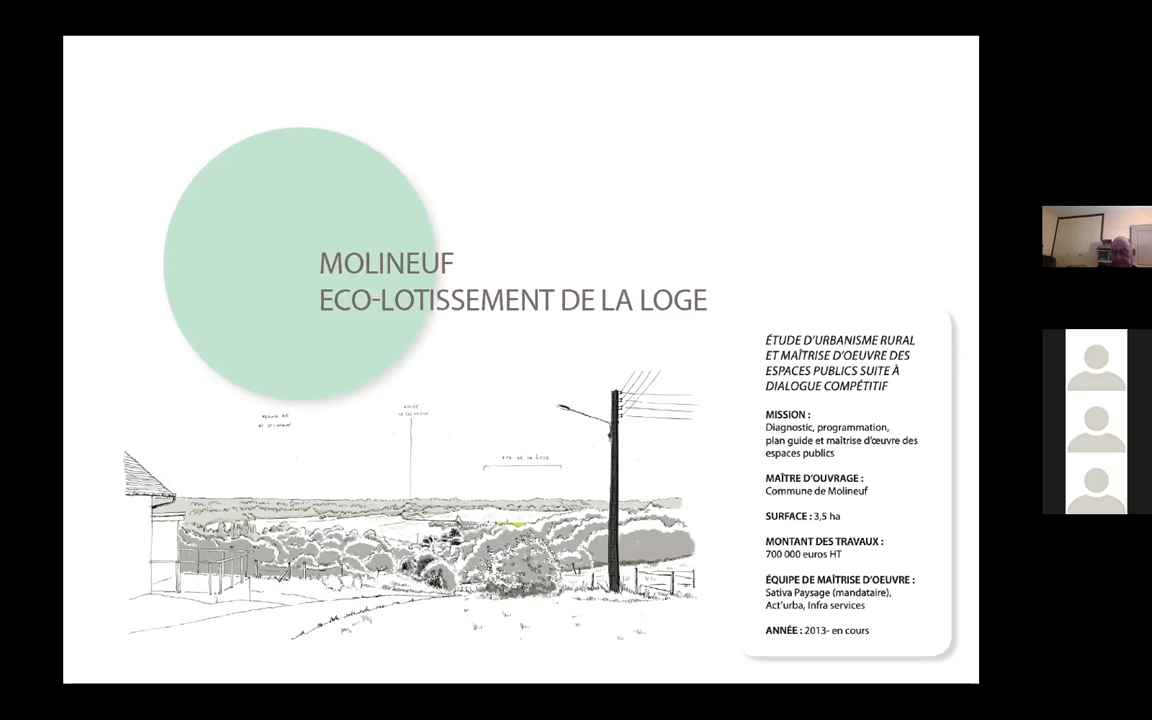 MOLINEUF
ECO-LOTISSEMENT DE LA LOGE
ÉTUDE D'URBANISME RURAL
ET MAÎTRISE D'OEUVRE DES
ESPACES PUBLICS SUITE À
DIALOGUE COMPÉTITIF
MISSION :
Diagnostic, programmation,
plan guide et maîtrise d'œuvre des
espaces publics
MAÎTRE D'OUVRAGE :
Commune de Molineuf
SURFACE : 3,5 ha
MONTANT DES TRAVAUX :
700 000 euros HT
ÉQUIPE DE MAÎTRISE D'OEUVRE :
Sativa Paysage (mandataire),
Act'urba, Infra services
ANNÉE : 2013- en cours
DE LA LOGE